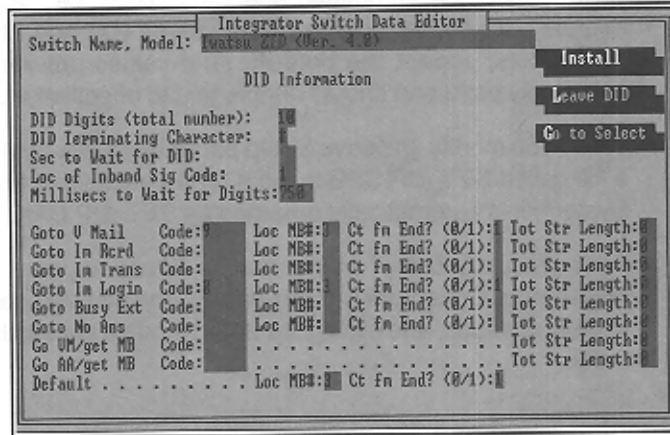 Integrator Switch Data Editor
Switch Name, Model: Iwatsu ZTD (Ver. 4.0)
Install
DID Information
Leave DID
DID Digits (total number): 10
Go to Select
DID Terminating Character:
Sec to Wait for DID:
Loc of Inband Sig Code: 1
Millisecs to Wait for Digits:750
Goto V Mail Code:9 Loc MB#:3 Ct fm End? (0/1):1 Tot Str Length:0
Goto Im Rcrd Code: Loc MB#: Ct fm End? (0/1): Tot Str Length:0
Goto Im Trans Code: Loc MB#: Ct fm End? (0/1): Tot Str Length:0
Goto Im Login Code:0 Loc MB#:3 Ct fm End? (0/1):1 Tot Str Length:0
Goto Busy Ext Code: Loc MB#: Ct fm End? (0/1): Tot Str Length:0
Goto No Ans Code: Loc MB#: Ct fm End? (0/1): Tot Str Length:0
Go VM/get MB Code: . . . . . . . . . . . . . . . . Tot Str Length:0
Go AA/get MB Code: . . . . . . . . . . . . . . . . Tot Str Length:0
Default . . . . . . . . . Loc MB#:3 Ct fm End? (0/1):1